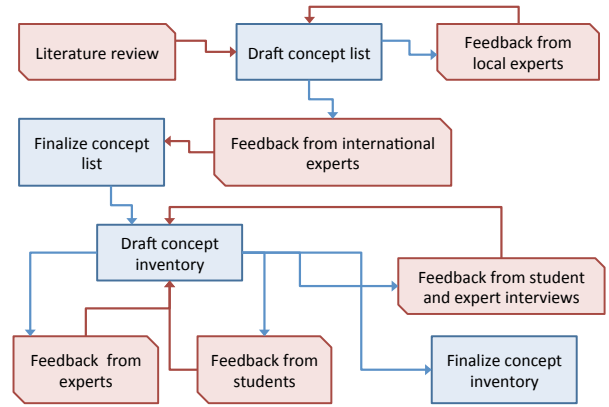 Literature review
Draft concept list
Feedback from
local experts
Finalize concept
list
Feedback from international
experts
Draft concept
inventory
Feedback from student
and expert interviews
Feedback from
experts
Feedback from
students
Finalize concept
inventory